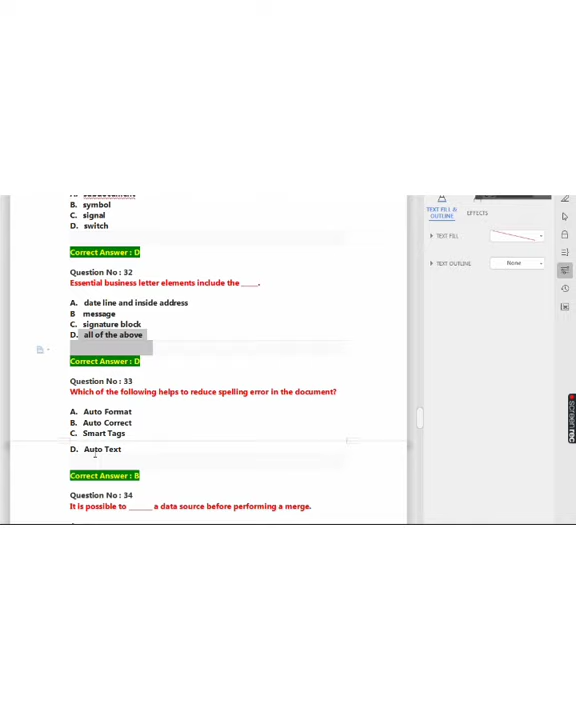 B. symbol
C. signal
D. switch
Correct Answer : D
Question No : 32
Essential business letter elements include the ____.
A. date line and inside address
B message
C. signature block
D. all of the above
Correct Answer : D
Question No : 33
Which of the following helps to reduce spelling error in the document?
A. Auto Format
B. Auto Correct
C. Smart Tags
D. Auto Text
Correct Answer : B
Question No : 34
It is possible to ______ a data source before performing a merge.
TEXT FILL &
OUTLINE
EFFECTS
TEXT FILL
TEXT OUTLINE
None
screenrec